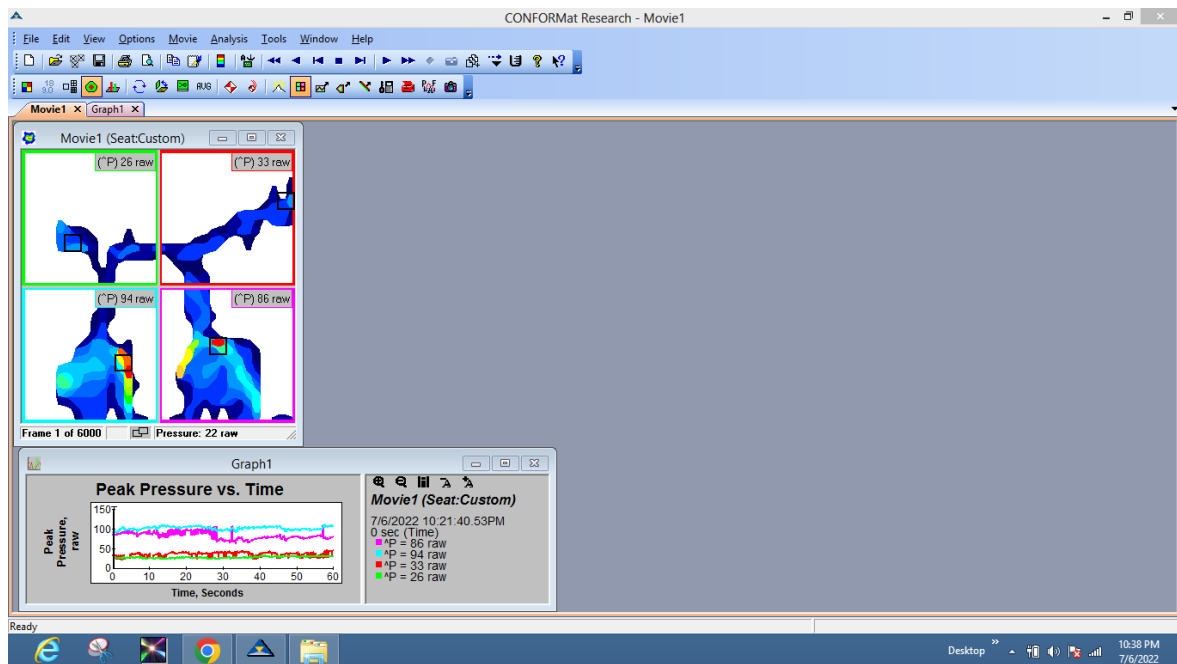 CONFORMat Research - Movie1
File Edit View Options Movie Analysis Tools Window Help
AVG
Movie1 X Graph1 X
Movie1 (Seat:Custom)
(^P) 26 raw (^P) 33 raw
(^P) 94 raw (^P) 86 raw
Frame 1 of 6000 Pressure: 22 raw
Graph1
Peak Pressure vs. Time
Peak Pressure, raw
150
100
50
0
0 10 20 30 40 50 60
Time, Seconds
Movie1 (Seat:Custom)
7/6/2022 10:21:40.53PM
0 sec (Time)
^P = 86 raw
^P = 94 raw
^P = 33 raw
^P = 26 raw
Ready
Desktop
10:38 PM
7/6/2022